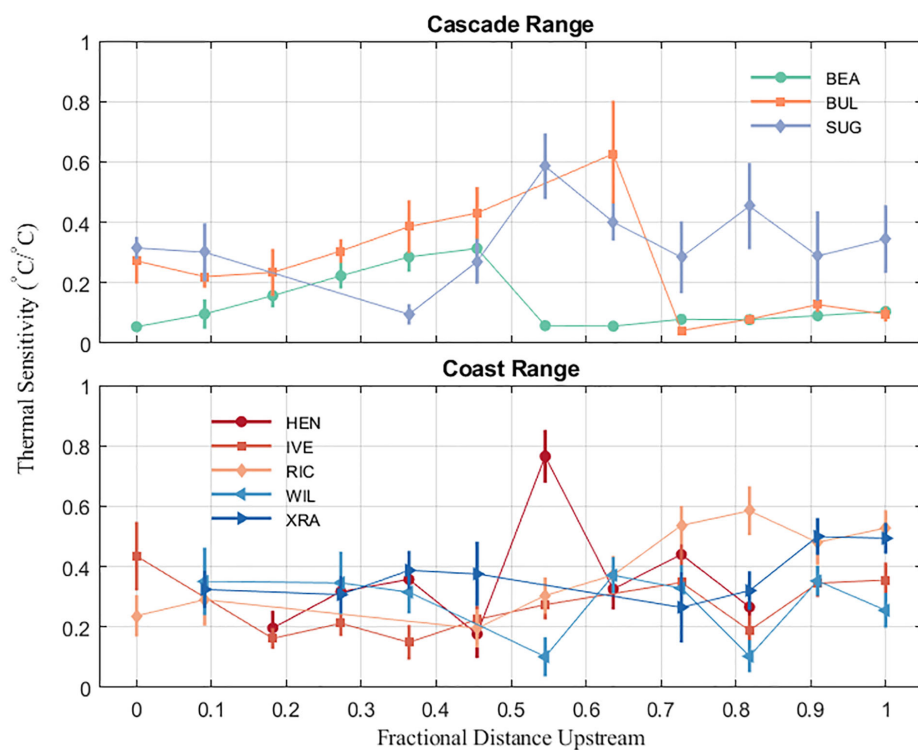 Cascade Range
1
0.8
0.6
0.4
0.2
0
BEA
BUL
SUG
Thermal Sensitivity (°C/°C)
Coast Range
1
0.8
0.6
0.4
0.2
0
HEN
IVE
RIC
WIL
XRA
0 0.1 0.2 0.3 0.4 0.5 0.6 0.7 0.8 0.9 1
Fractional Distance Upstream